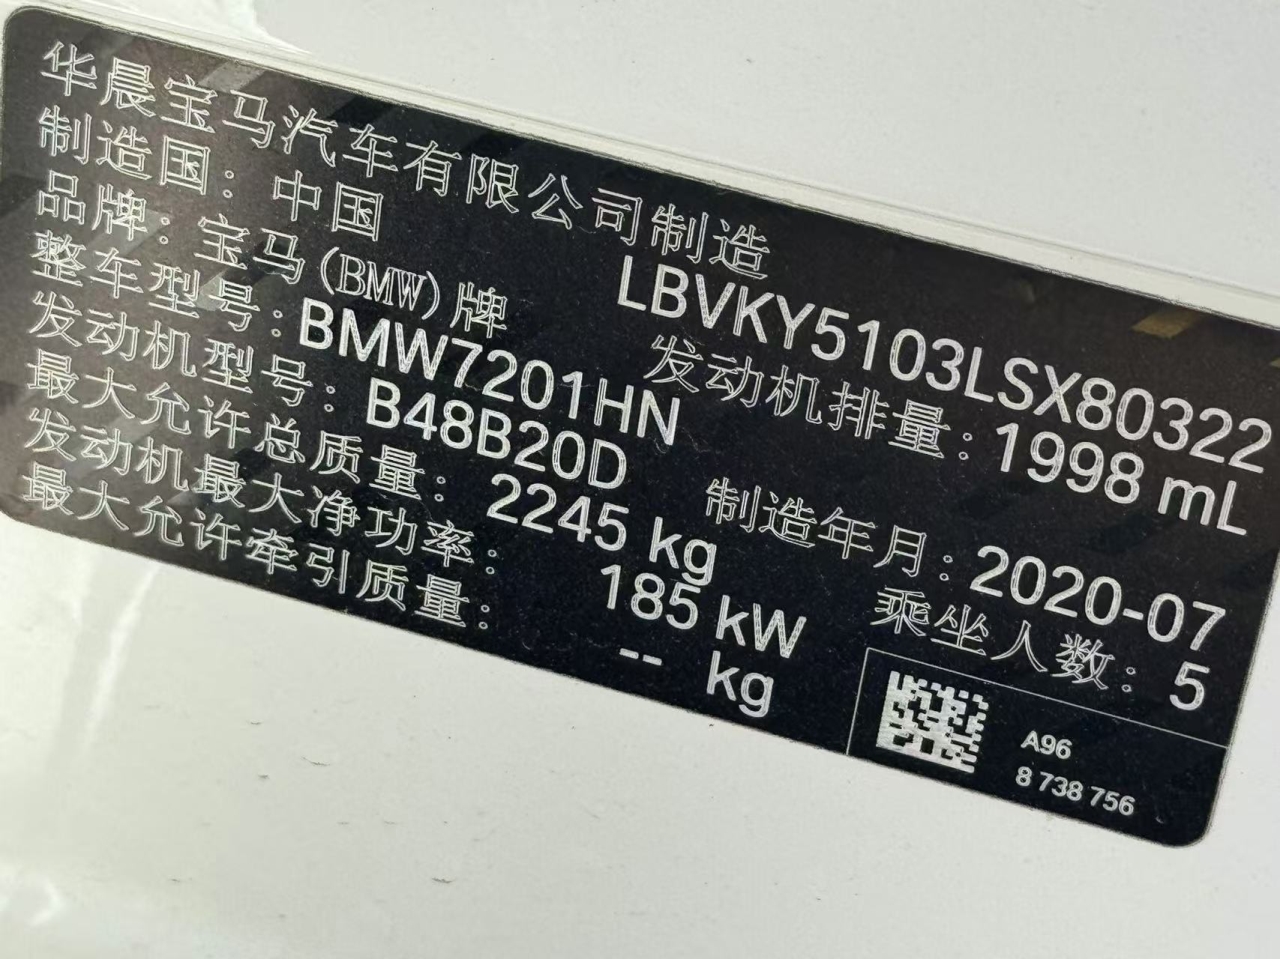 华晨宝马汽车有限公司制造
制造国：中国 LBVKY5103LSX80322
品牌：宝马(BMW)牌 发动机排量：1998 mL
整车型号：BMW7201HN
发动机型号：B48B20D 制造年月：2020-07
最大允许总质量：2245 kg 乘坐人数：5
发动机最大净功率：185 kW
最大允许牵引质量：-- kg
A96
8 738 756